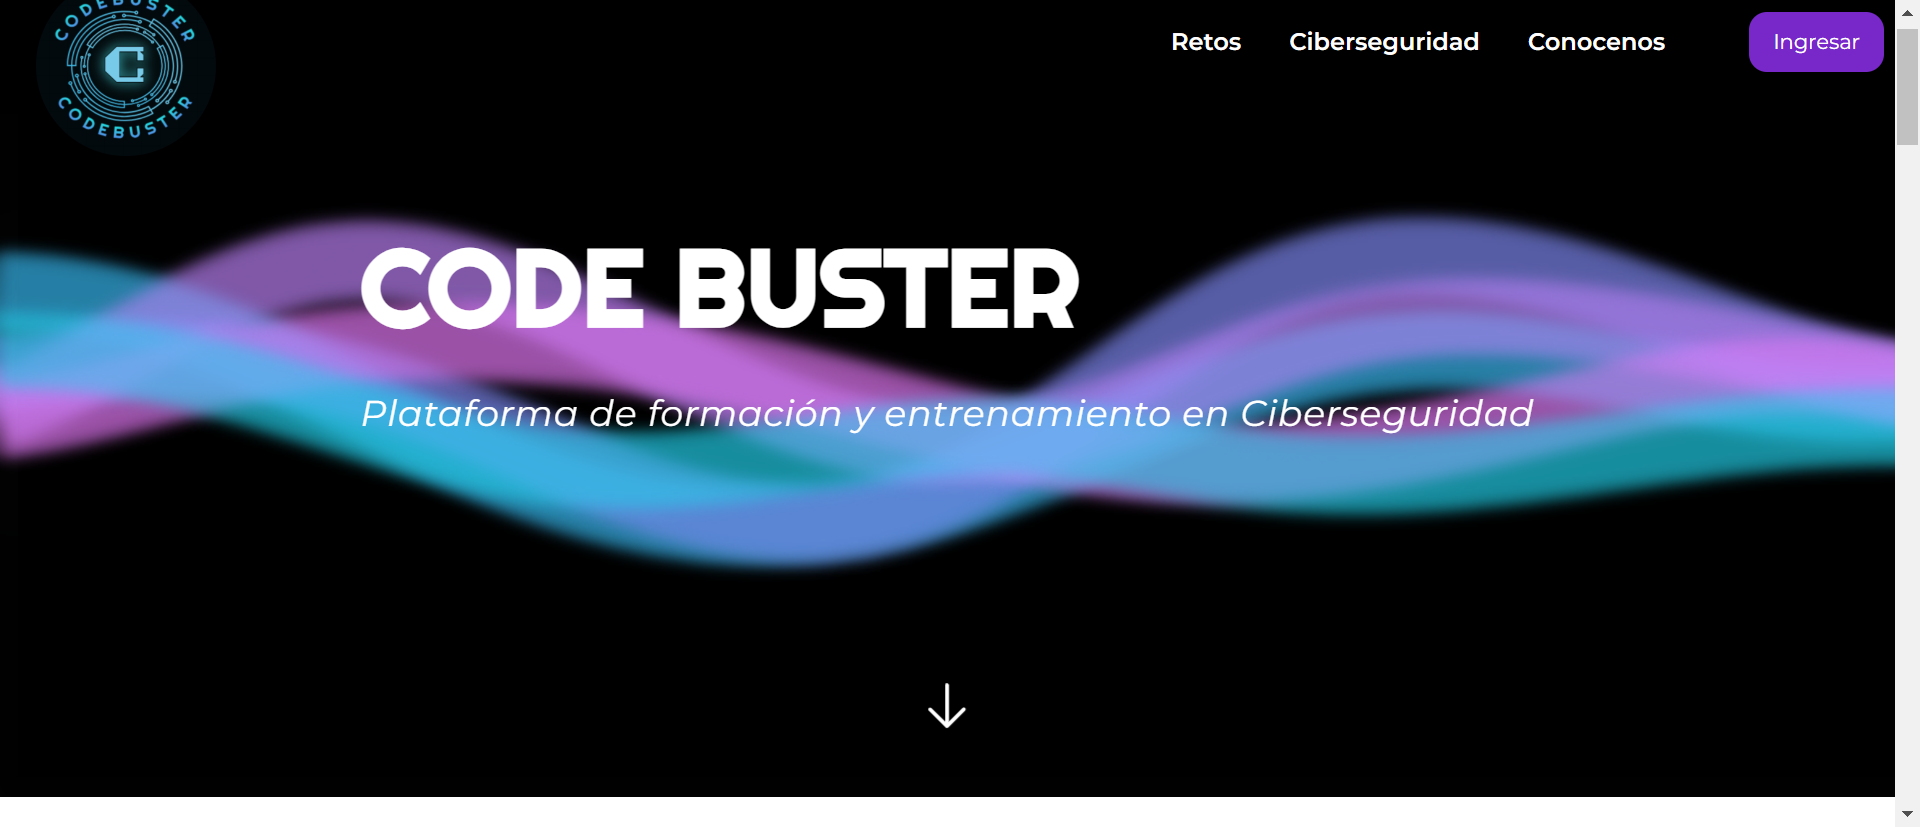 CODEBUSTER
C
CODEBUSTER
Retos Ciberseguridad Conocenos Ingresar
CODE BUSTER
Plataforma de formación y entrenamiento en Ciberseguridad